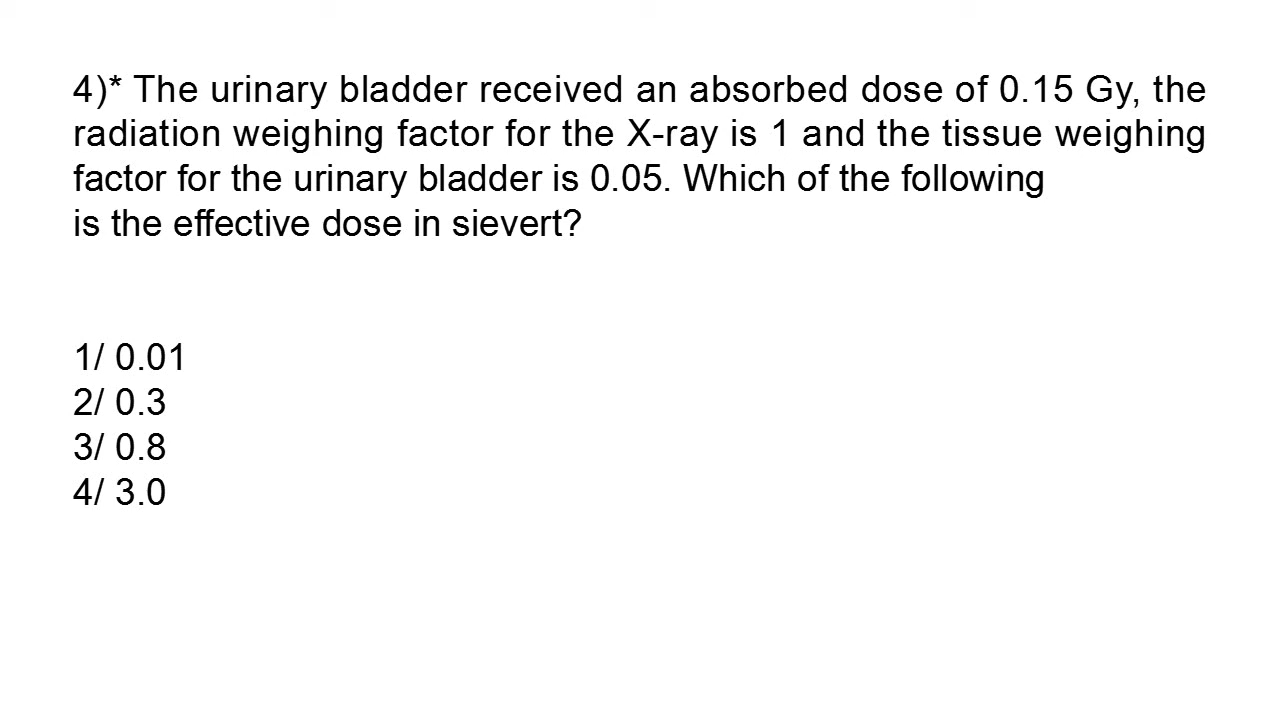 4)* The urinary bladder received an absorbed dose of 0.15 Gy, the
radiation weighing factor for the X-ray is 1 and the tissue weighing
factor for the urinary bladder is 0.05. Which of the following
is the effective dose in sievert?
1/ 0.01
2/ 0.3
3/ 0.8
4/ 3.0